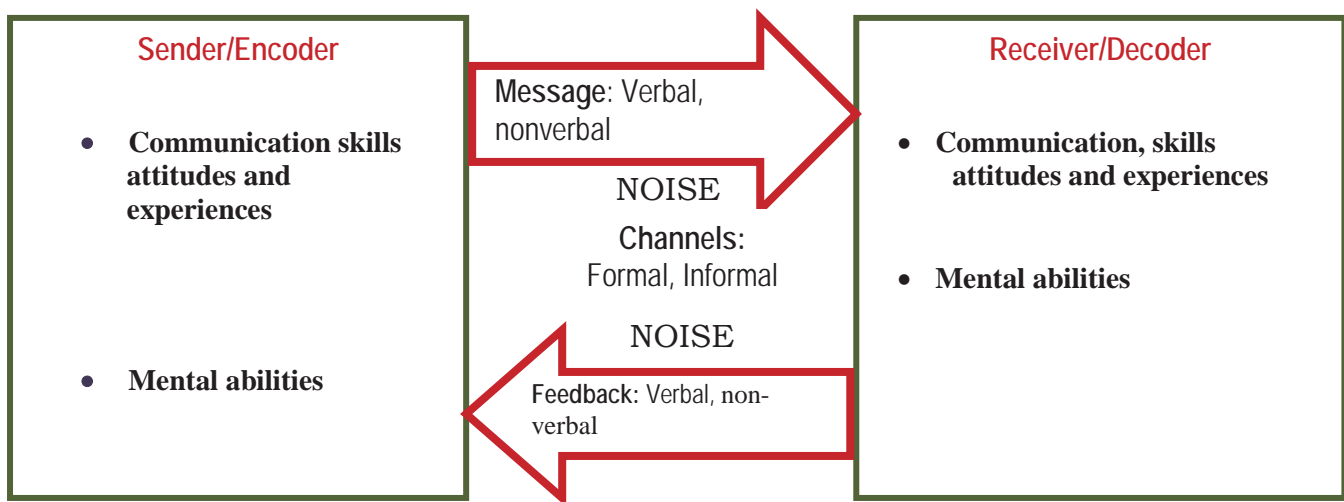 Sender/Encoder
• Communication skills
attitudes and
experiences
• Mental abilities
Message: Verbal,
nonverbal
NOISE
Channels:
Formal, Informal
NOISE
Feedback: Verbal, non-
verbal
Receiver/Decoder
• Communication, skills
attitudes and experiences
• Mental abilities